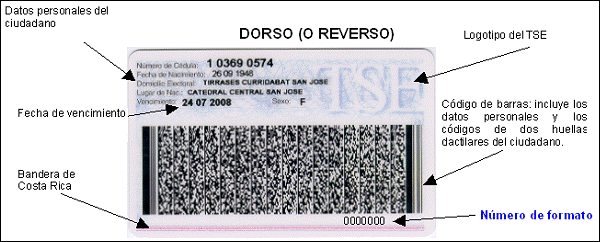 Datos personales del
ciudadano
DORSO (O REVERSO)
Logotipo del TSE
Número de Cédula: 1 0369 0574
Fecha de Nacimiento: 26 09 1948
Domicilio Electoral: TIRRASES CURRIDABAT SAN JOSE
Lugar de Nac.: CATEDRAL CENTRAL SAN JOSE
Vencimiento: 24 07 2008 Sexo: F
TSE
Fecha de vencimiento
Código de barras: incluye los
datos personales y los
códigos de dos huellas
dactilares del ciudadano.
Bandera de
Costa Rica
0000000
Número de formato